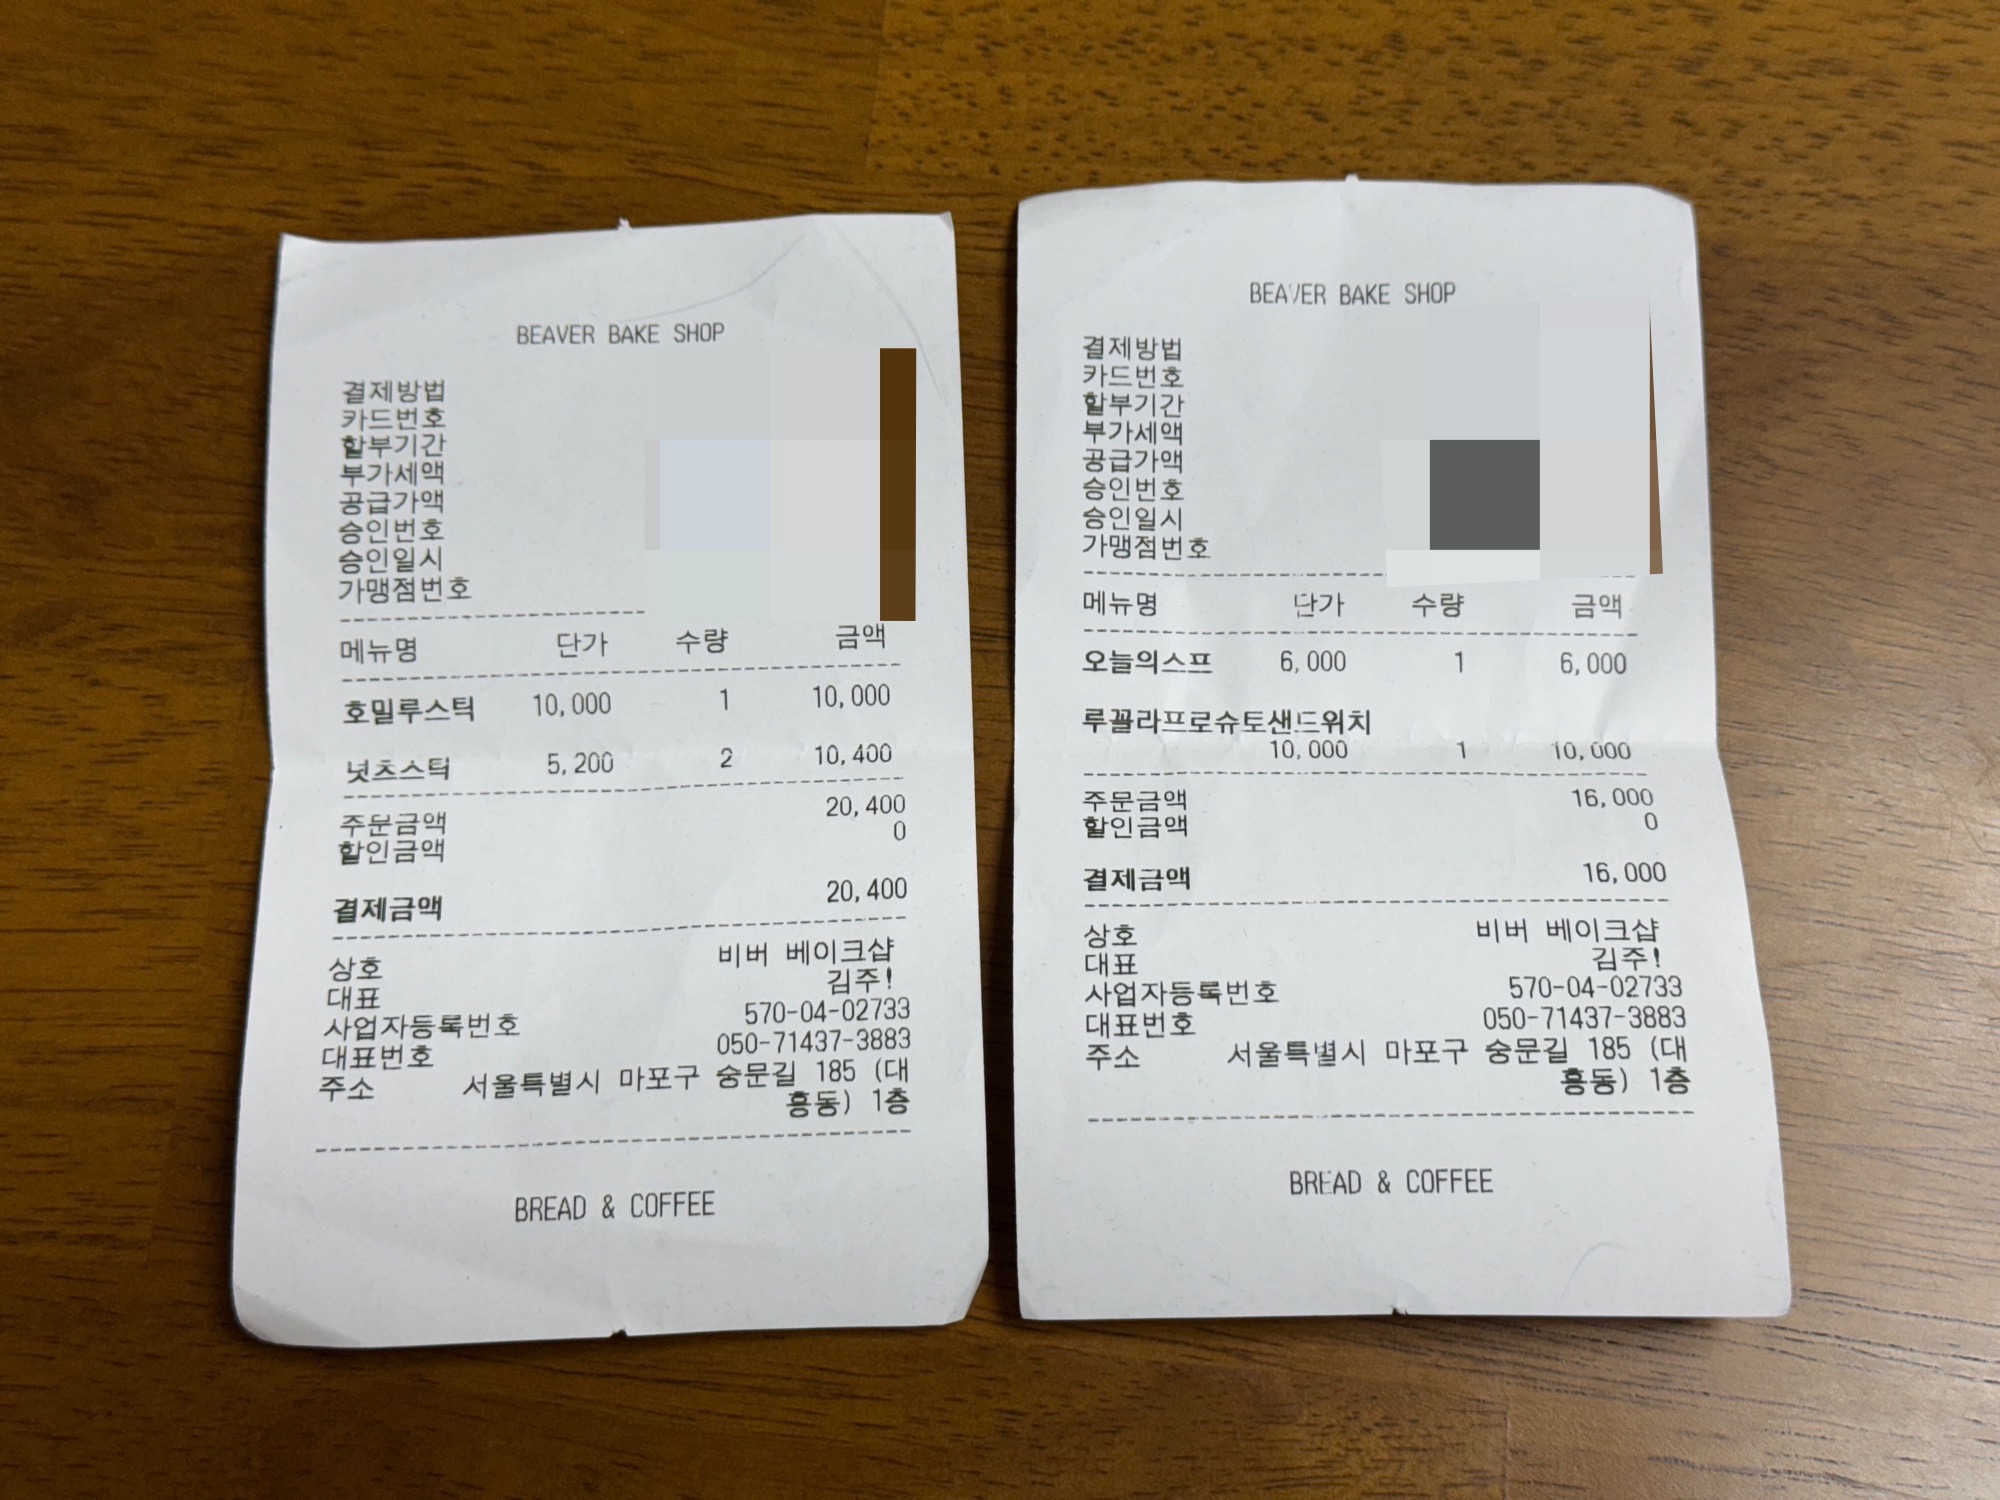 BEAVER BAKE SHOP
결제방법
카드번호
할부기간
부가세액
공급가액
승인번호
승인일시
가맹점번호
메뉴명 단가 수량 금액
호밀루스틱 10,000 1 10,000
넛츠스틱 5,200 2 10,400
주문금액 20,400
할인금액 0
결제금액 20,400
상호 비버 베이크샵
대표 김주!
사업자등록번호 570-04-02733
대표번호 050-71437-3883
주소 서울특별시 마포구 숭문길 185 (대
흥동) 1층
BREAD & COFFEE
BEAVER BAKE SHOP
결제방법
카드번호
할부기간
부가세액
공급가액
승인번호
승인일시
가맹점번호
메뉴명 단가 수량 금액
오늘의스프 6,000 1 6,000
루꼴라프로슈토샌드위치
10,000 1 10,000
주문금액 16,000
할인금액 0
결제금액 16,000
상호 비버 베이크샵
대표 김주!
사업자등록번호 570-04-02733
대표번호 050-71437-3883
주소 서울특별시 마포구 숭문길 185 (대
흥동) 1층
BREAD & COFFEE